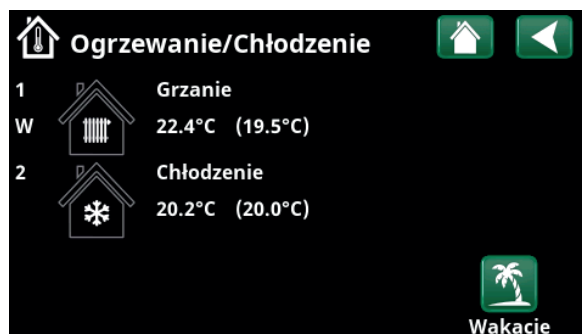 Ogrzewanie/Chłodzenie
1 Grzanie
W 22.4°C (19.5°C)
2 Chłodzenie
20.2°C (20.0°C)
Wakacje